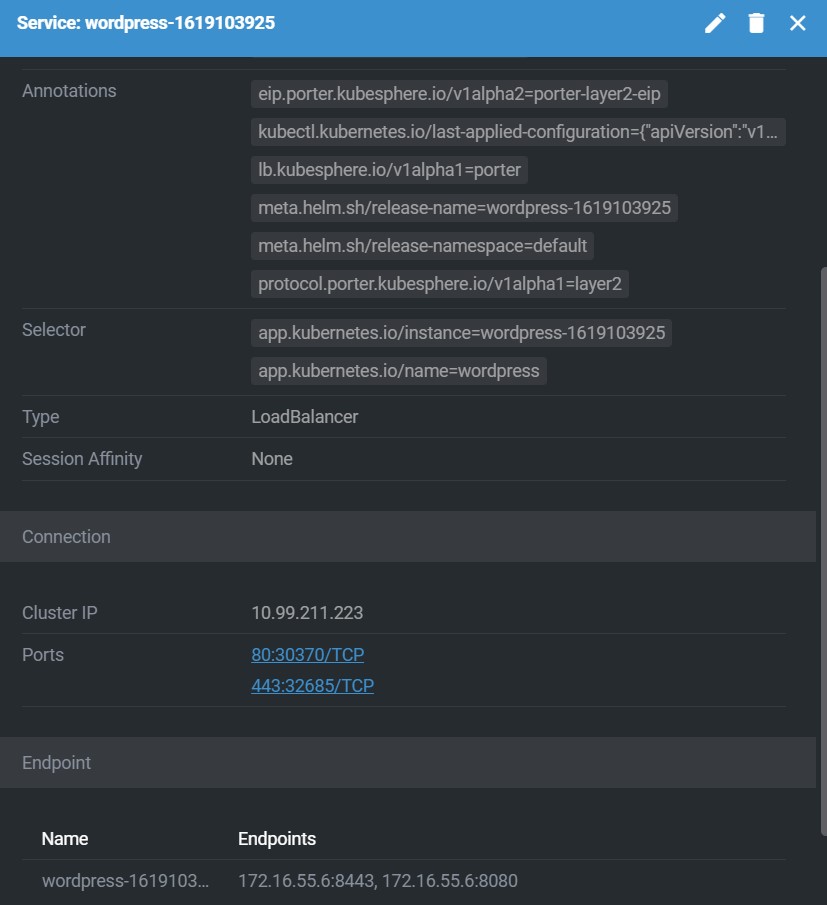 Service: wordpress-1619103925
Annotations
eip.porter.kubesphere.io/v1alpha2=porter-layer2-eip
kubectl.kubernetes.io/last-applied-configuration={"apiVersion":"v1...
lb.kubesphere.io/v1alpha1=porter
meta.helm.sh/release-name=wordpress-1619103925
meta.helm.sh/release-namespace=default
protocol.porter.kubesphere.io/v1alpha1=layer2
Selector
app.kubernetes.io/instance=wordpress-1619103925
app.kubernetes.io/name=wordpress
Type LoadBalancer
Session Affinity None
Connection
Cluster IP 10.99.211.223
Ports 80:30370/TCP
443:32685/TCP
Endpoint
Name Endpoints
wordpress-1619103... 172.16.55.6:8443, 172.16.55.6:8080